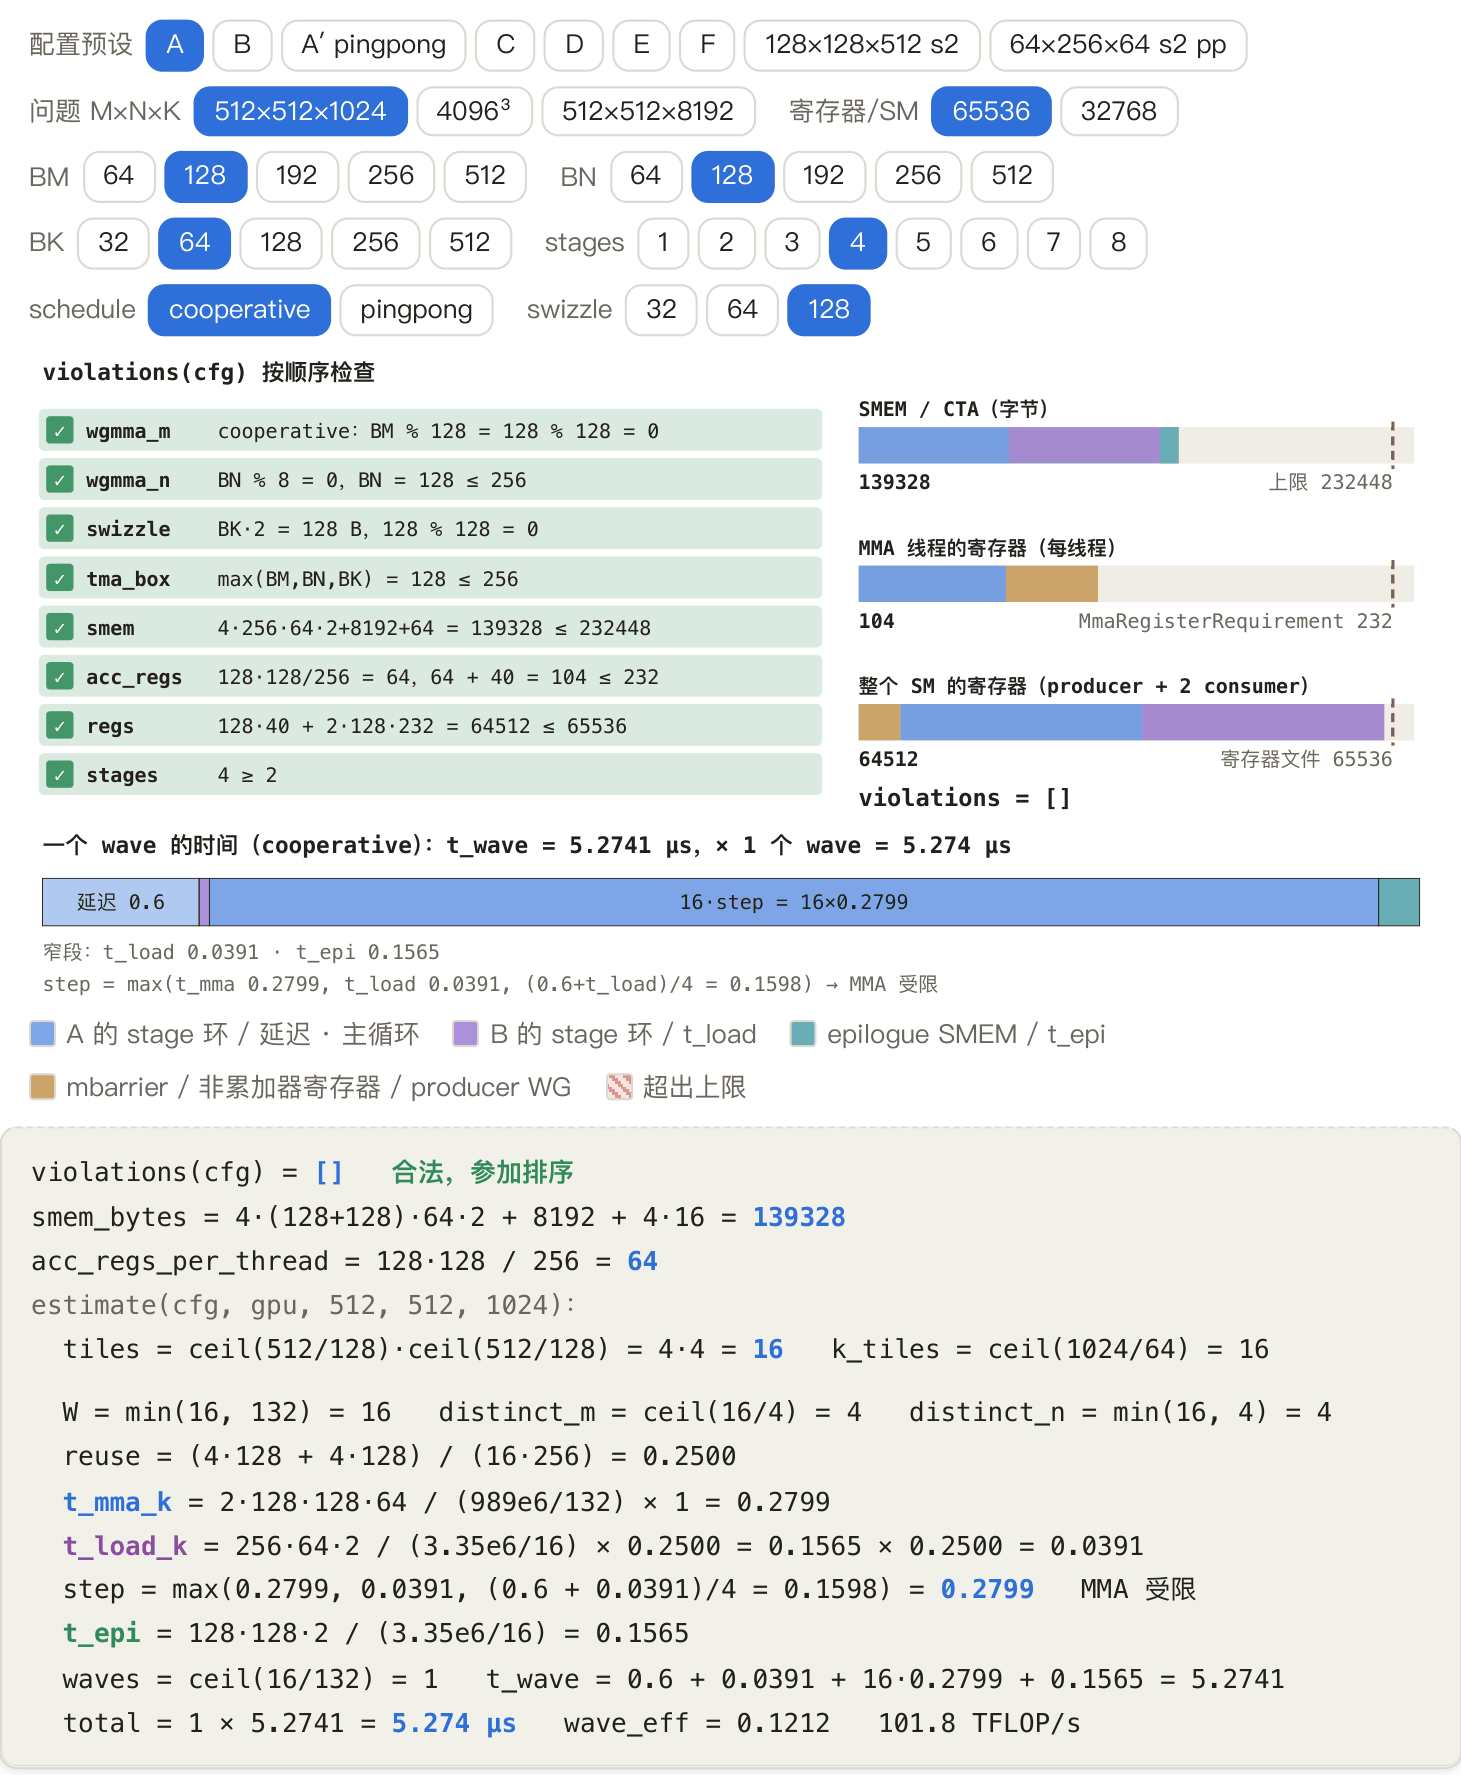 配置预设 A B A′ pingpong C D E F 128×128×512 s2 64×256×64 s2 pp
问题 M×N×K 512×512×1024 4096³ 512×512×8192 寄存器/SM 65536 32768
BM 64 128 192 256 512 BN 64 128 192 256 512
BK 32 64 128 256 512 stages 1 2 3 4 5 6 7 8
schedule cooperative pingpong swizzle 32 64 128
violations(cfg) 按顺序检查
✓ wgmma_m cooperative: BM % 128 = 128 % 128 = 0
✓ wgmma_n BN % 8 = 0, BN = 128 ≤ 256
✓ swizzle BK·2 = 128 B, 128 % 128 = 0
✓ tma_box max(BM,BN,BK) = 128 ≤ 256
✓ smem 4·256·64·2+8192+64 = 139328 ≤ 232448
✓ acc_regs 128·128/256 = 64, 64 + 40 = 104 ≤ 232
✓ regs 128·40 + 2·128·232 = 64512 ≤ 65536
✓ stages 4 ≥ 2
SMEM / CTA (字节)
139328 上限 232448
MMA 线程的寄存器 (每线程)
104 MmaRegisterRequirement 232
整个 SM 的寄存器 (producer + 2 consumer)
64512 寄存器文件 65536
violations = []
一个 wave 的时间 (cooperative): t_wave = 5.2741 µs, × 1 个 wave = 5.274 µs
延迟 0.6 16·step = 16×0.2799
窄段: t_load 0.0391 · t_epi 0.1565
step = max(t_mma 0.2799, t_load 0.0391, (0.6+t_load)/4 = 0.1598) → MMA 受限
A 的 stage 环 / 延迟 · 主循环 B 的 stage 环 / t_load epilogue SMEM / t_epi
mbarrier / 非累加器寄存器 / producer WG 超出上限
violations(cfg) = [] 合法, 参加排序
smem_bytes = 4·(128+128)·64·2 + 8192 + 4·16 = 139328
acc_regs_per_thread = 128·128 / 256 = 64
estimate(cfg, gpu, 512, 512, 1024):
tiles = ceil(512/128)·ceil(512/128) = 4·4 = 16 k_tiles = ceil(1024/64) = 16
W = min(16, 132) = 16 distinct_m = ceil(16/4) = 4 distinct_n = min(16, 4) = 4
reuse = (4·128 + 4·128) / (16·256) = 0.2500
t_mma_k = 2·128·128·64 / (989e6/132) × 1 = 0.2799
t_load_k = 256·64·2 / (3.35e6/16) × 0.2500 = 0.1565 × 0.2500 = 0.0391
step = max(0.2799, 0.0391, (0.6 + 0.0391)/4 = 0.1598) = 0.2799 MMA 受限
t_epi = 128·128·2 / (3.35e6/16) = 0.1565
waves = ceil(16/132) = 1 t_wave = 0.6 + 0.0391 + 16·0.2799 + 0.1565 = 5.2741
total = 1 × 5.2741 = 5.274 µs wave_eff = 0.1212 101.8 TFLOP/s